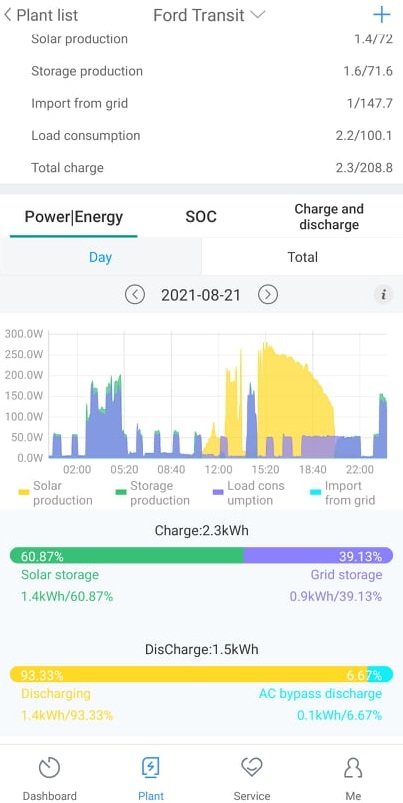 Plant list
Ford Transit
Solar production 1.4/72
Storage production 1.6/71.6
Import from grid 1/147.7
Load consumption 2.2/100.1
Total charge 2.3/208.8
Power|Energy SOC Charge and
discharge
Day Total
2021-08-21
i
300.0W
250.0W
200.0W
150.0W
100.0W
50.0W
0.0W
02:00 05:20 08:40 12:00 15:20 18:40 22:00
Solar Storage Load cons Import
production production umption from grid
Charge:2.3kWh
60.87% 39.13%
Solar storage Grid storage
1.4kWh/60.87% 0.9kWh/39.13%
DisCharge:1.5kWh
93.33% 6.67%
Discharging AC bypass discharge
1.4kWh/93.33% 0.1kWh/6.67%
Dashboard Plant Service Me